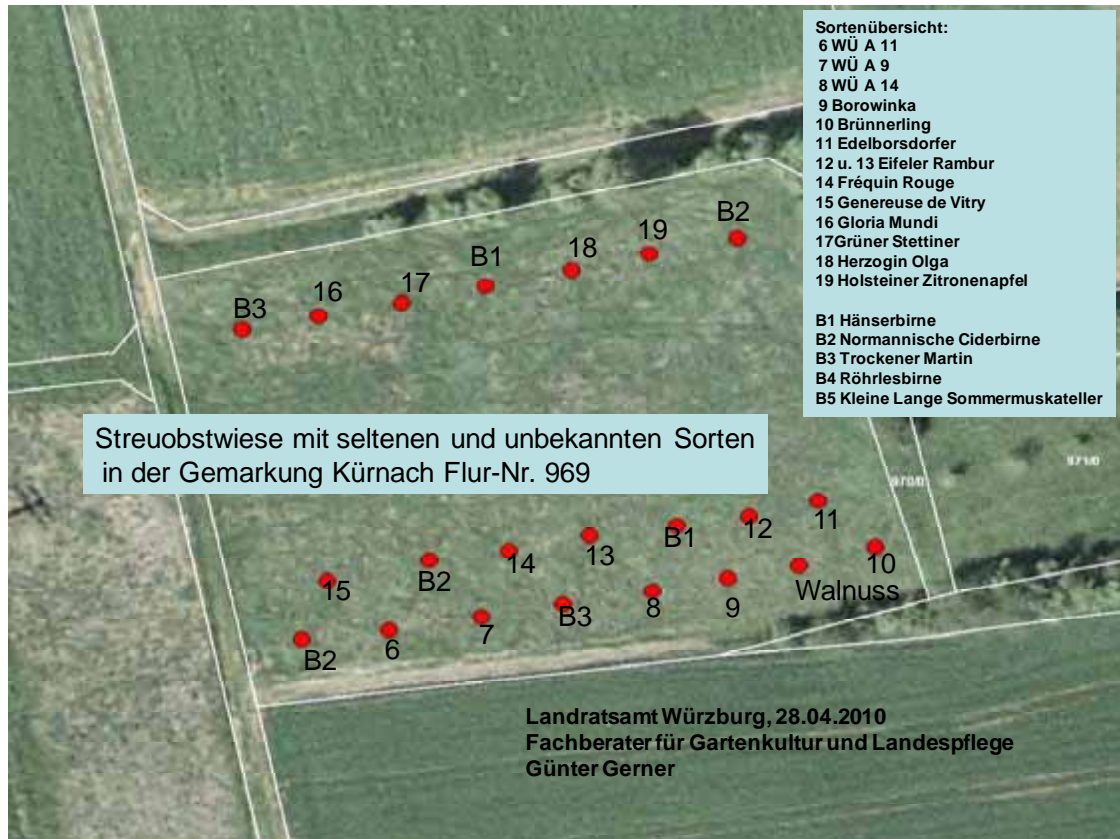 Sortenübersicht:
6 WÜ A 11
7 WÜ A 9
8 WÜ A 14
9 Borowinka
10 Brünnerling
11 Edelborsdorfer
12 u. 13 Eifeler Rambur
14 Fréquin Rouge
15 Genereuse de Vitry
16 Gloria Mundi
17Grüner Stettiner
18 Herzogin Olga
19 Holsteiner Zitronenapfel
B1 Hänserbirne
B2 Normannische Ciderbirne
B3 Trockener Martin
B4 Röhrlesbirne
B5 Kleine Lange Sommermuskateller
B3 16 17 B1 18 19 B2
Streuobstwiese mit seltenen und unbekannten Sorten
in der Gemarkung Kürnach Flur-Nr. 969
970/0 971/0
15 B2 14 13 B1 12 11
B2 6 7 B3 8 9 Walnuss 10
Landratsamt Würzburg, 28.04.2010
Fachberater für Gartenkultur und Landespflege
Günter Gerner